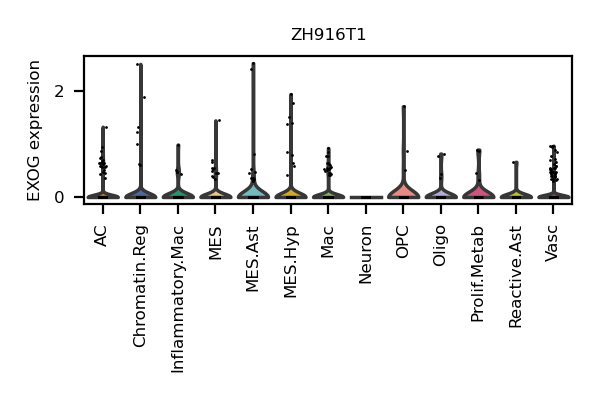 ZH916T1
EXOG expression
2
0
AC
Chromatin.Reg
Inflammatory.Mac
MES
MES.Ast
MES.Hyp
Mac
Neuron
OPC
Oligo
Prolif.Metab
Reactive.Ast
Vasc